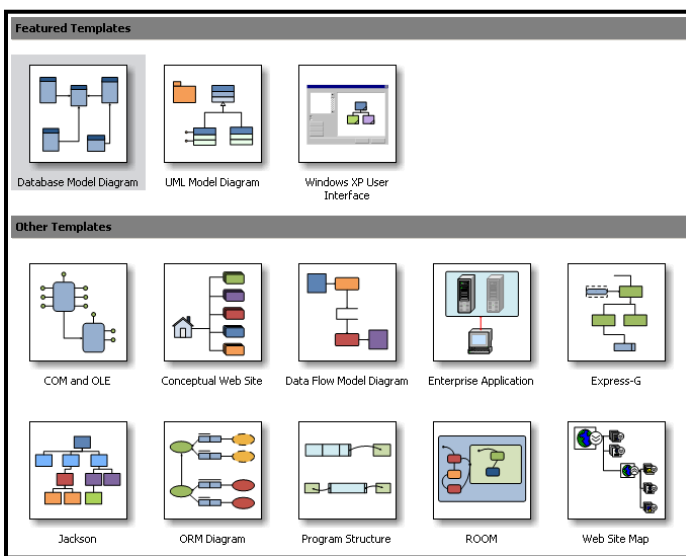 Featured Templates
Database Model Diagram
UML Model Diagram
Windows XP User
Interface
Other Templates
COM and OLE
Conceptual Web Site
Data Flow Model Diagram
Enterprise Application
Express-G
Jackson
ORM Diagram
Program Structure
ROOM
Web Site Map